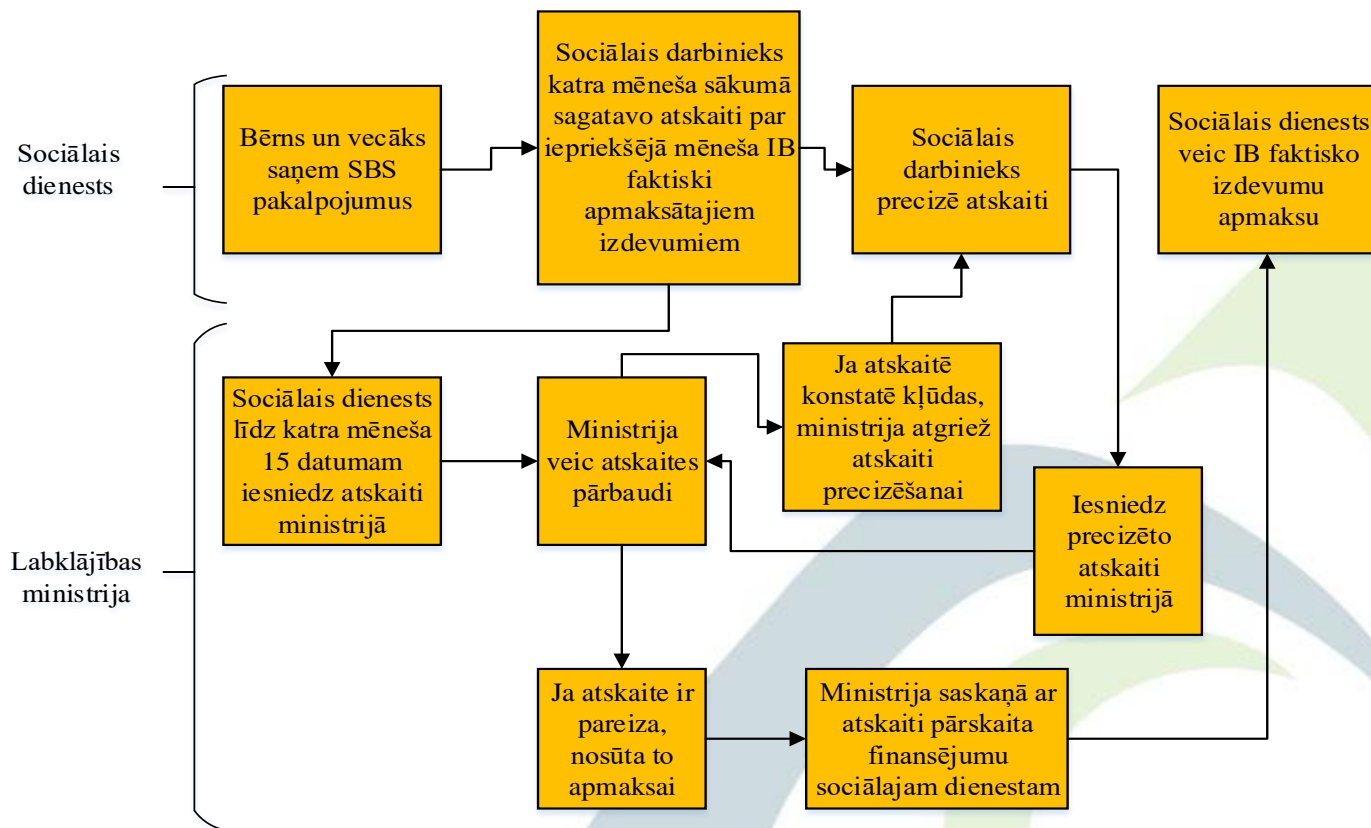 Sociālais
dienests
Bērns un vecāks
saņem SBS
pakalpojumus
Sociālais darbinieks
katra mēneša sākumā
sagatavo atskaiti par
iepriekšējā mēneša IB
faktiski
apmaksātajiem
izdevumiem
Sociālais
darbinieks
precizē atskaiti
Sociālais dienests
veic IB faktisko
izdevumu
apmaksu
Labklājības
ministrija
Sociālais dienests
līdz katra mēneša
15 datumam
iesniedz atskaiti
ministrijā
Ministrija
veic atskaites
pārbaudi
Ja atskaitē
konstatē kļūdas,
ministrija atgriež
atskaiti
precizēšanai
Iesniedz
precizēto
atskaiti
ministrijā
Ja atskaite ir
pareiza,
nosūta to
apmaksai
Ministrija saskaņā ar
atskaiti pārskaita
finansējumu
sociālajam dienestam